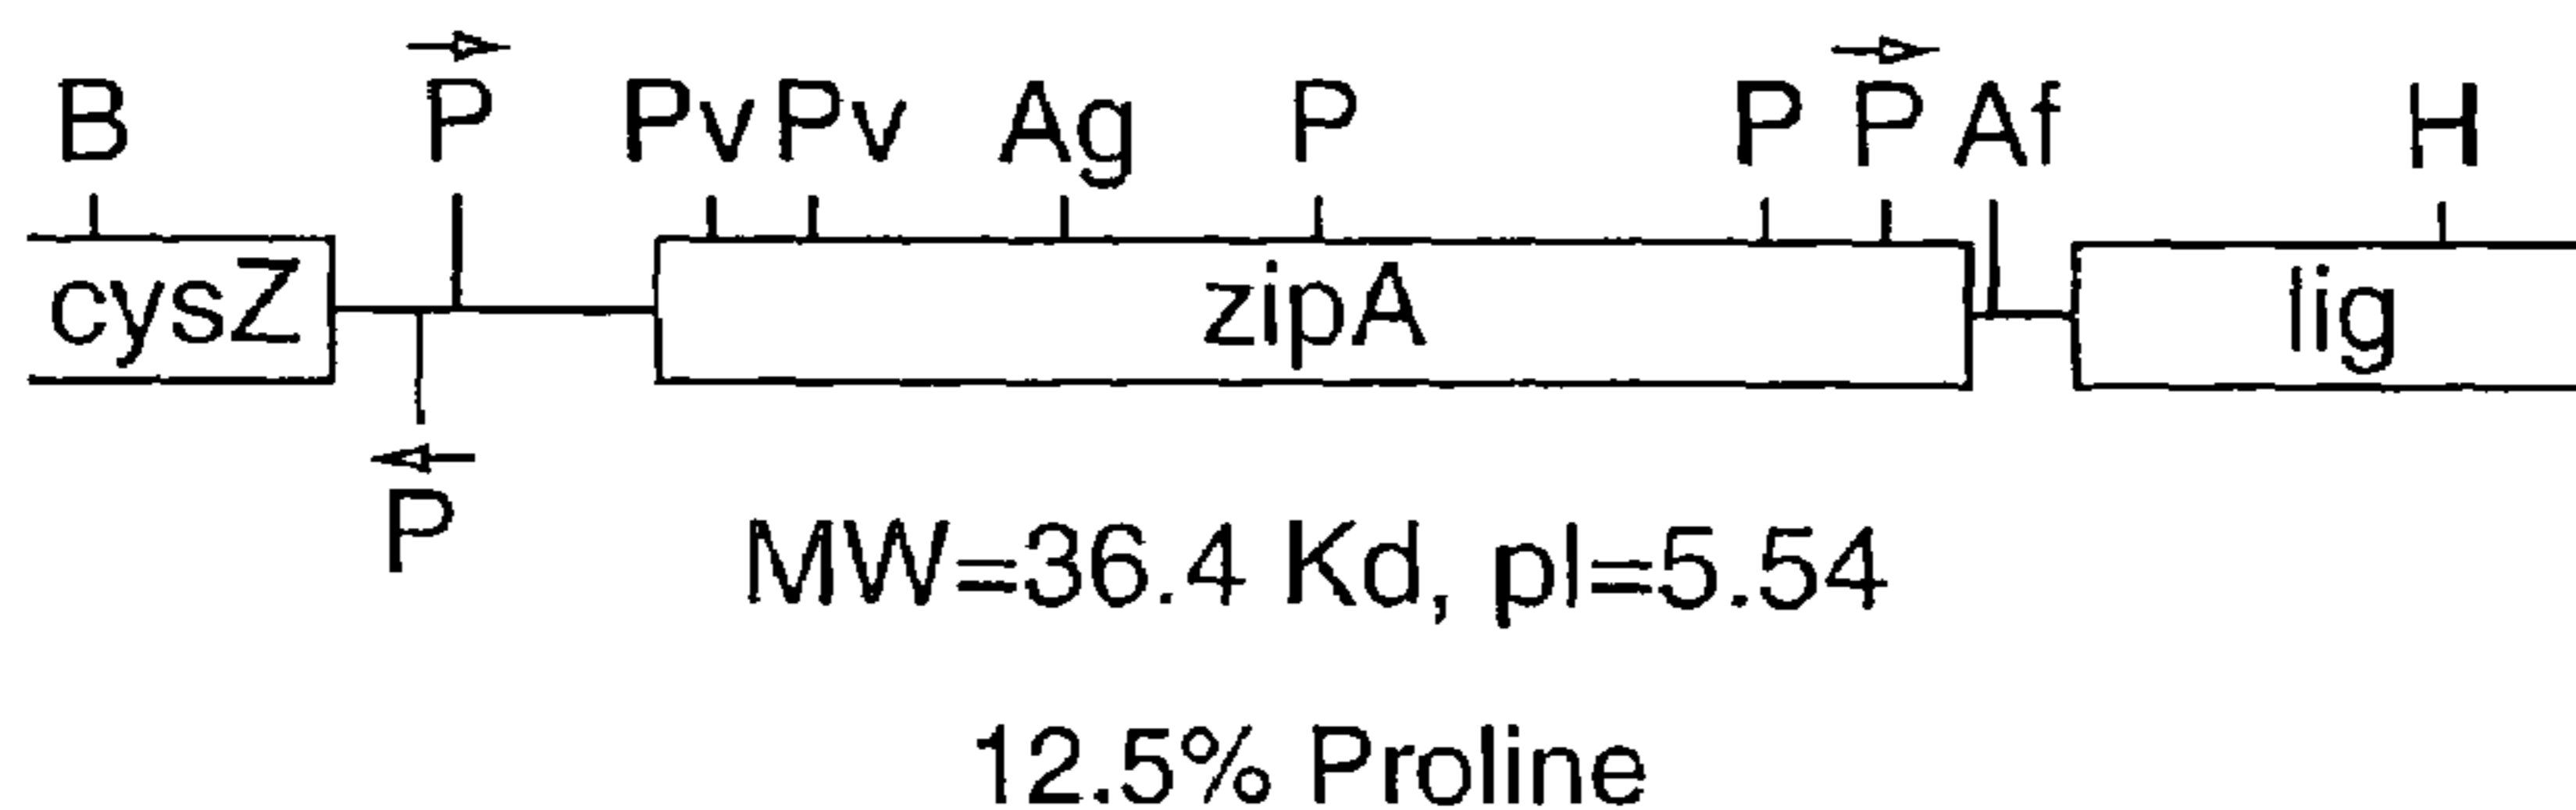 B P Pv Pv Ag P P P Af H
cysZ zipA lig
P
MW=36.4 Kd, pI=5.54
12.5% Proline